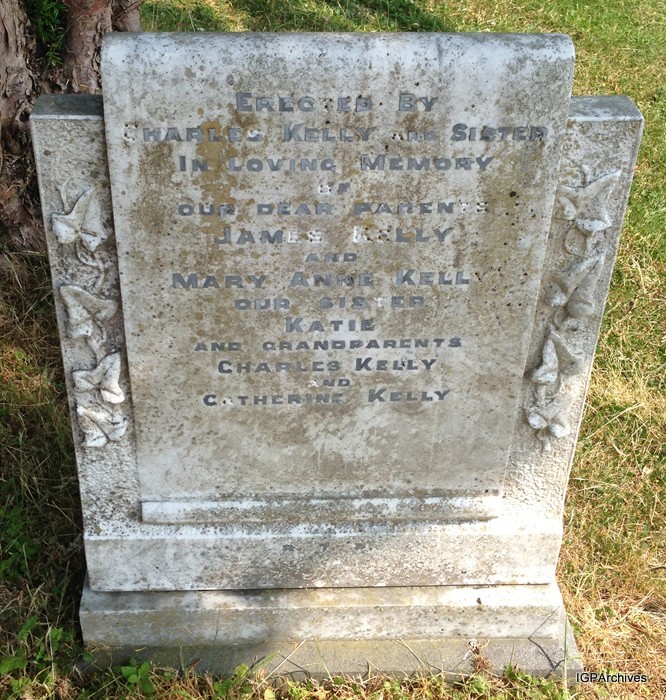 ERECTED BY
CHARLES KELLY AND SISTER
IN LOVING MEMORY
OF
OUR DEAR PARENTS
JAMES KELLY
AND
MARY ANNE KELLY
OUR SISTER
KATIE
AND GRANDPARENTS
CHARLES KELLY
AND
CATHERINE KELLY
IGPArchives